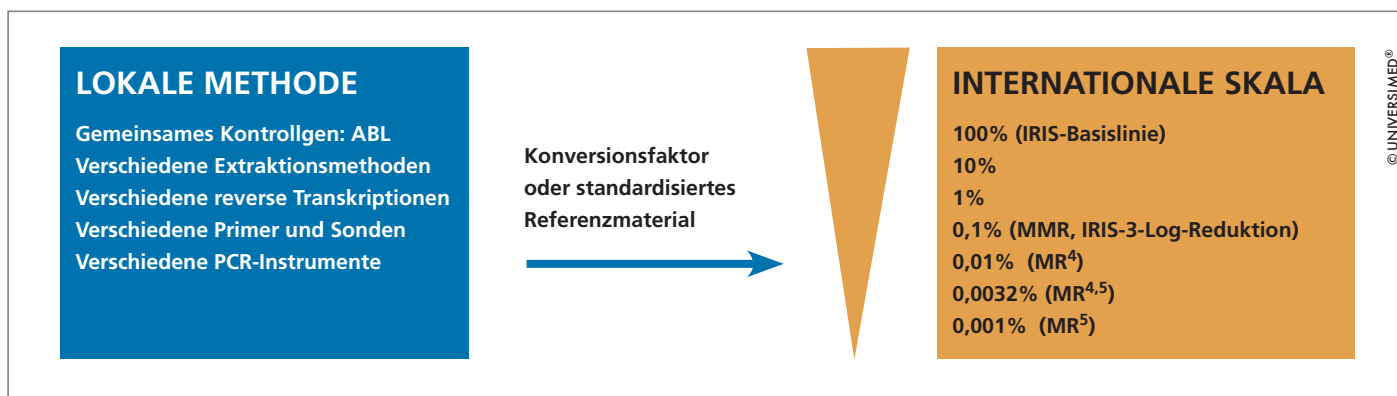 LOKALE METHODE
Gemeinsames Kontrollgen: ABL
Verschiedene Extraktionsmethoden
Verschiedene reverse Transkriptionen
Verschiedene Primer und Sonden
Verschiedene PCR-Instrumente
Konversionsfaktor
oder standardisiertes
Referenzmaterial
INTERNATIONALE SKALA
100% (IRIS-Basislinie)
10%
1%
0,1% (MMR, IRIS-3-Log-Reduktion)
0,01% (MR⁴)
0,0032% (MR⁴,⁵)
0,001% (MR⁵)
© UNIVERSIMED®